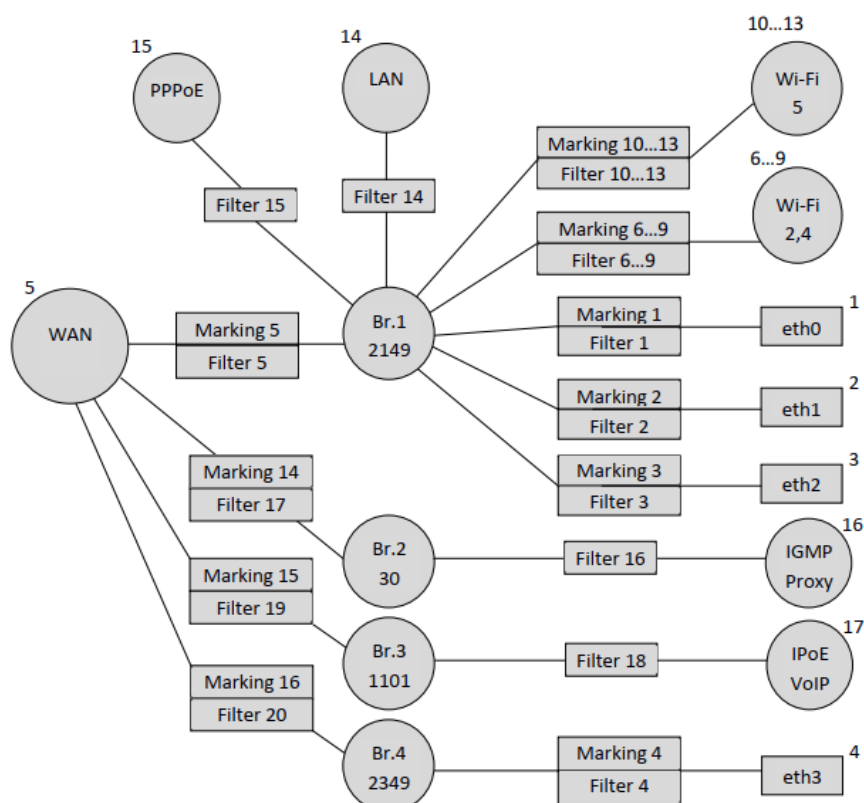 15
PPPoE
14
LAN
10...13
Wi-Fi
5
Marking 10...13
Filter 10...13
6...9
Wi-Fi
2,4
Filter 15
Filter 14
Marking 6...9
Filter 6...9
5
WAN
Marking 5
Filter 5
Br.1
2149
Marking 1
Filter 1
1
eth0
Marking 2
Filter 2
2
eth1
Marking 3
Filter 3
3
eth2
Marking 14
Filter 17
Br.2
30
Filter 16
16
IGMP
Proxy
Marking 15
Filter 19
Br.3
1101
Filter 18
17
IPoE
VoIP
Marking 16
Filter 20
Br.4
2349
Marking 4
Filter 4
4
eth3